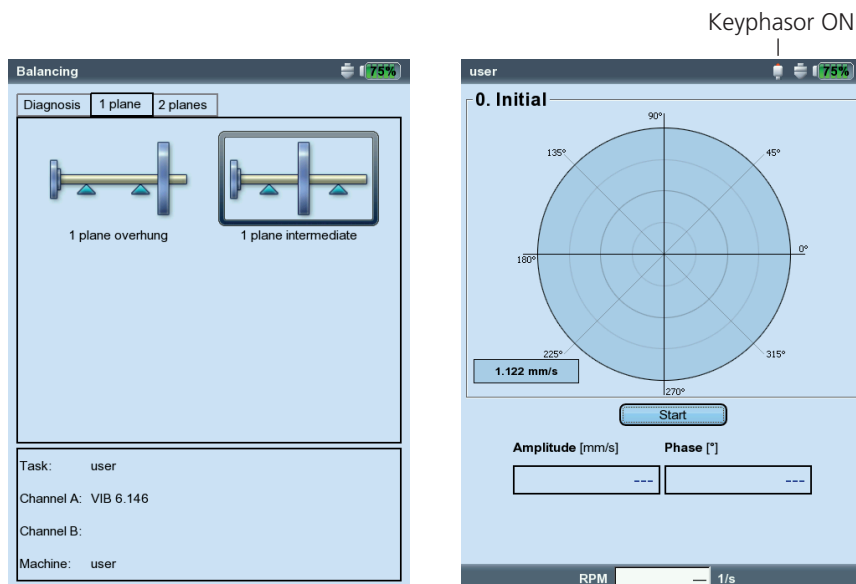 Keyphasor ON
Balancing
75%
Diagnosis
1 plane
2 planes
1 plane overhung
1 plane intermediate
Task: user
Channel A: VIB 6.146
Channel B:
Machine: user
user
75%
0. Initial
90°
135°
45°
180°
0°
225°
315°
270°
1.122 mm/s
Start
Amplitude [mm/s]
Phase [°]
---
---
RPM — 1/s